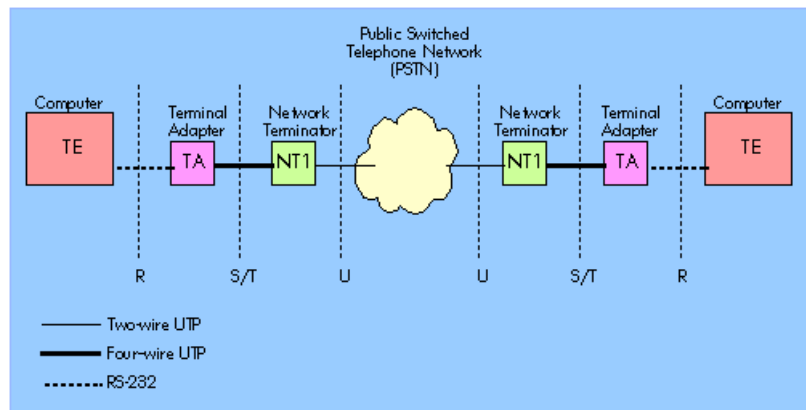 Public Switched
Telephone Network
(PSTN)
Computer
Terminal
Adapter
Network
Terminator
Network
Terminator
Terminal
Adapter
Computer
TE
TA
NT1
NT1
TA
TE
R
S/T
U
U
S/T
R
Two-wire UTP
Four-wire UTP
RS-232